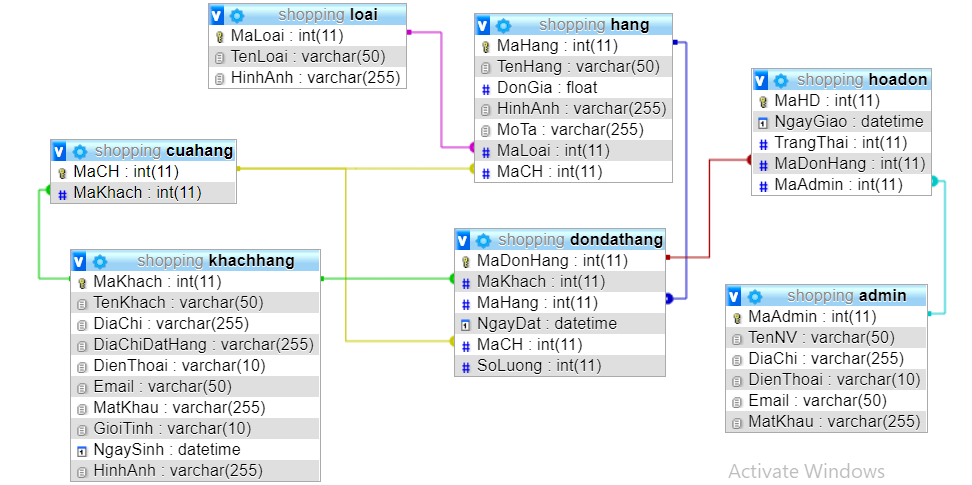 shopping loai
MaLoai : int(11)
TenLoai : varchar(50)
HinhAnh : varchar(255)
shopping hang
MaHang : int(11)
TenHang : varchar(50)
DonGia : float
HinhAnh : varchar(255)
MoTa : varchar(255)
MaLoai : int(11)
MaCH : int(11)
shopping hoadon
MaHD : int(11)
NgayGiao : datetime
TrangThai : int(11)
MaDonHang : int(11)
MaAdmin : int(11)
shopping cuahang
MaCH : int(11)
MaKhach : int(11)
shopping khachhang
MaKhach : int(11)
TenKhach : varchar(50)
DiaChi : varchar(255)
DiaChiDatHang : varchar(255)
DienThoai : varchar(10)
Email : varchar(50)
MatKhau : varchar(255)
GioiTinh : varchar(10)
NgaySinh : datetime
HinhAnh : varchar(255)
shopping dondathang
MaDonHang : int(11)
MaKhach : int(11)
MaHang : int(11)
NgayDat : datetime
MaCH : int(11)
SoLuong : int(11)
shopping admin
MaAdmin : int(11)
TenNV : varchar(50)
DiaChi : varchar(255)
DienThoai : varchar(10)
Email : varchar(50)
MatKhau : varchar(255)
Activate Windows